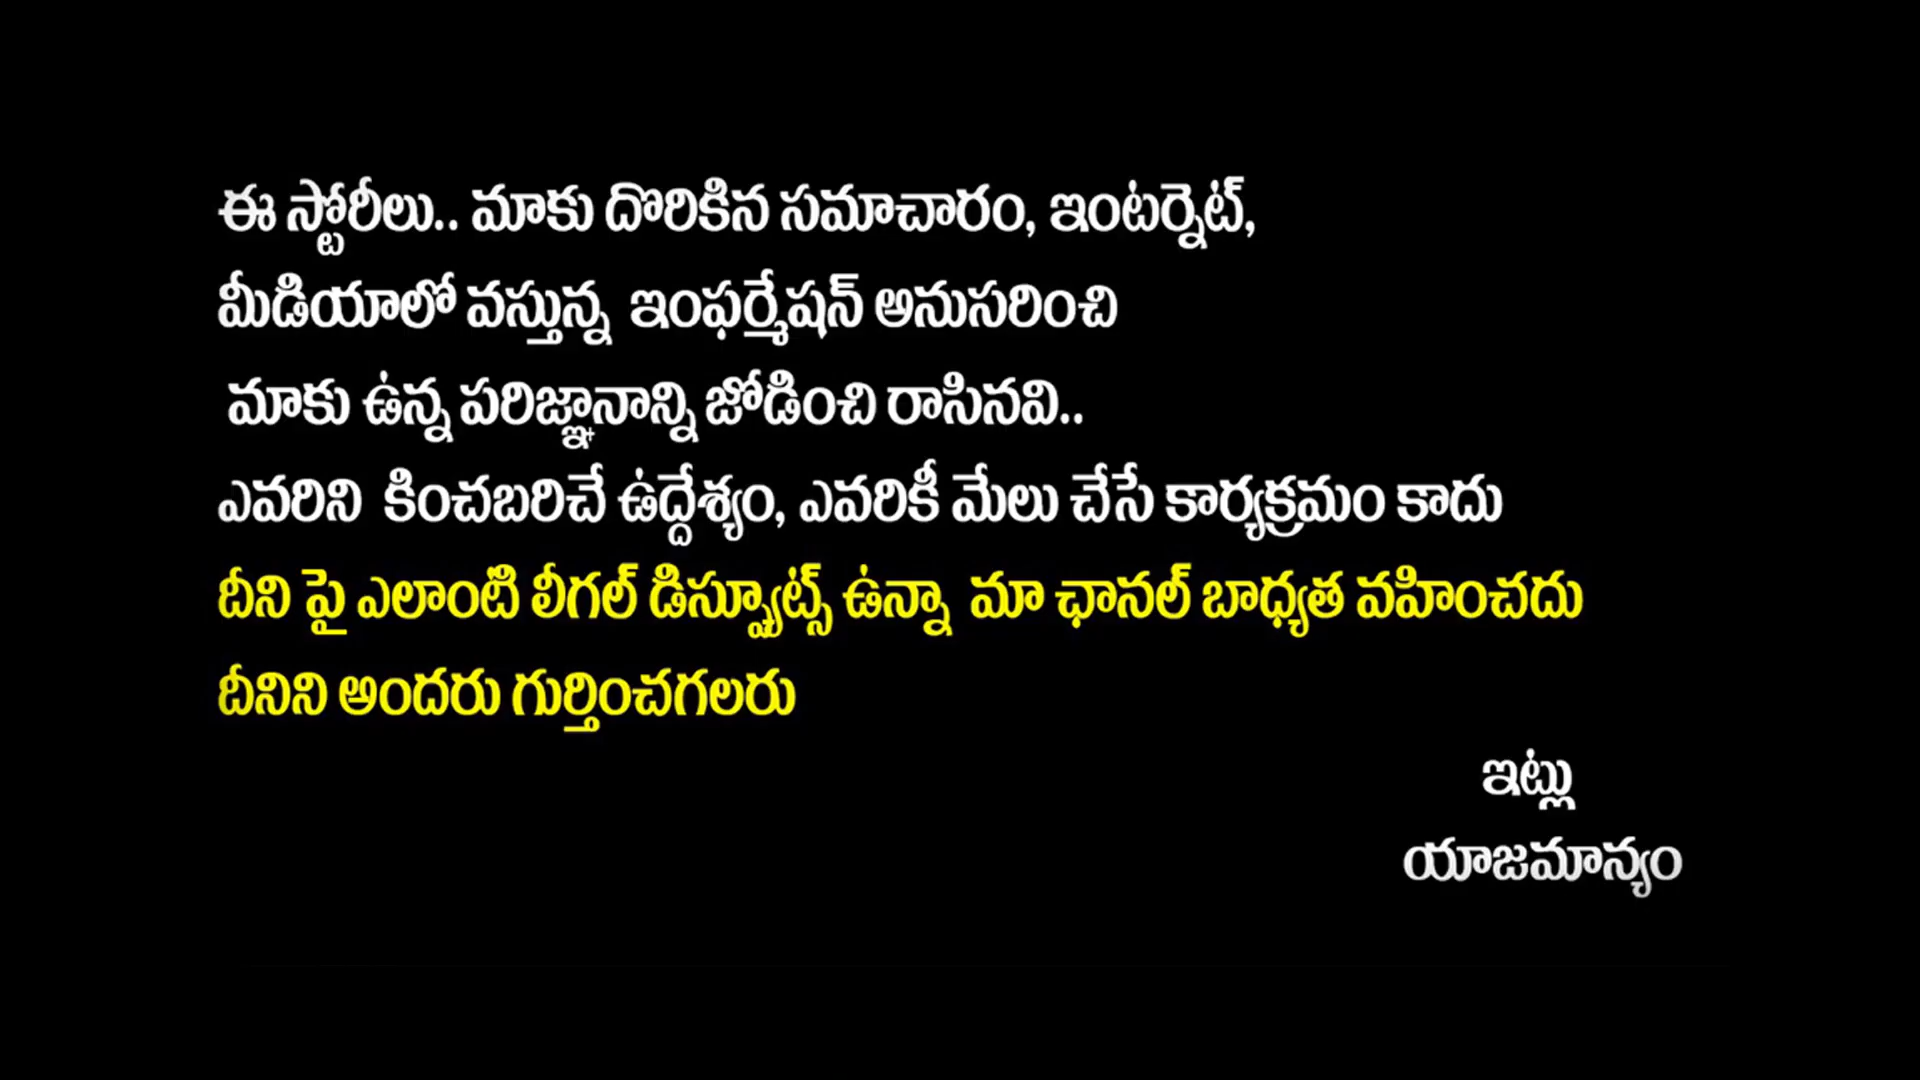 ఈ స్టోరీలు.. మాకు దొరికిన సమాచారం, ఇంటర్నెట్,
మీడియాలో వస్తున్న ఇంఫర్మేషన్ అనుసరించి
మాకు ఉన్న పరిజ్ఞానాన్ని జోడించి రాసినవి..
ఎవరిని కించబరిచే ఉద్దేశ్యం, ఎవరికీ మేలు చేసే కార్యక్రమం కాదు
దీని పై ఎలాంటి లీగల్ డిస్ప్యూట్స్ ఉన్నా మా ఛానల్ బాధ్యత వహించదు
దీనిని అందరు గుర్తించగలరు
ఇట్లు
యాజమాన్యం